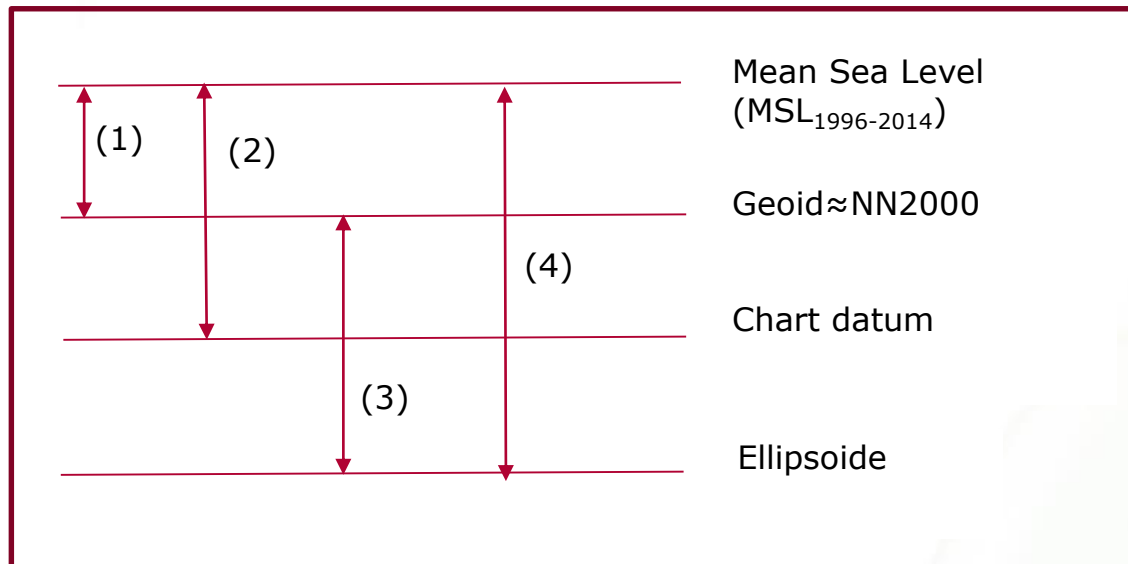 Mean Sea Level
(MSL1996-2014)
(1)
(2)
Geoid≈NN2000
(4)
Chart datum
(3)
Ellipsoide